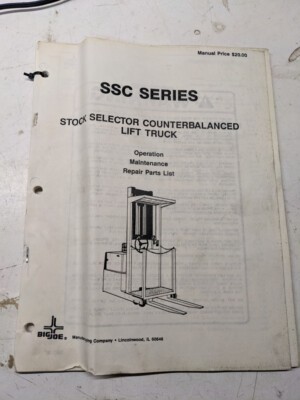 Manual Price $25.00
SSC SERIES
STOCK SELECTOR COUNTERBALANCED
LIFT TRUCK
Operation
Maintenance
Repair Parts List
BIG JOE
Manufacturing Company • Lincolnwood, IL 60646